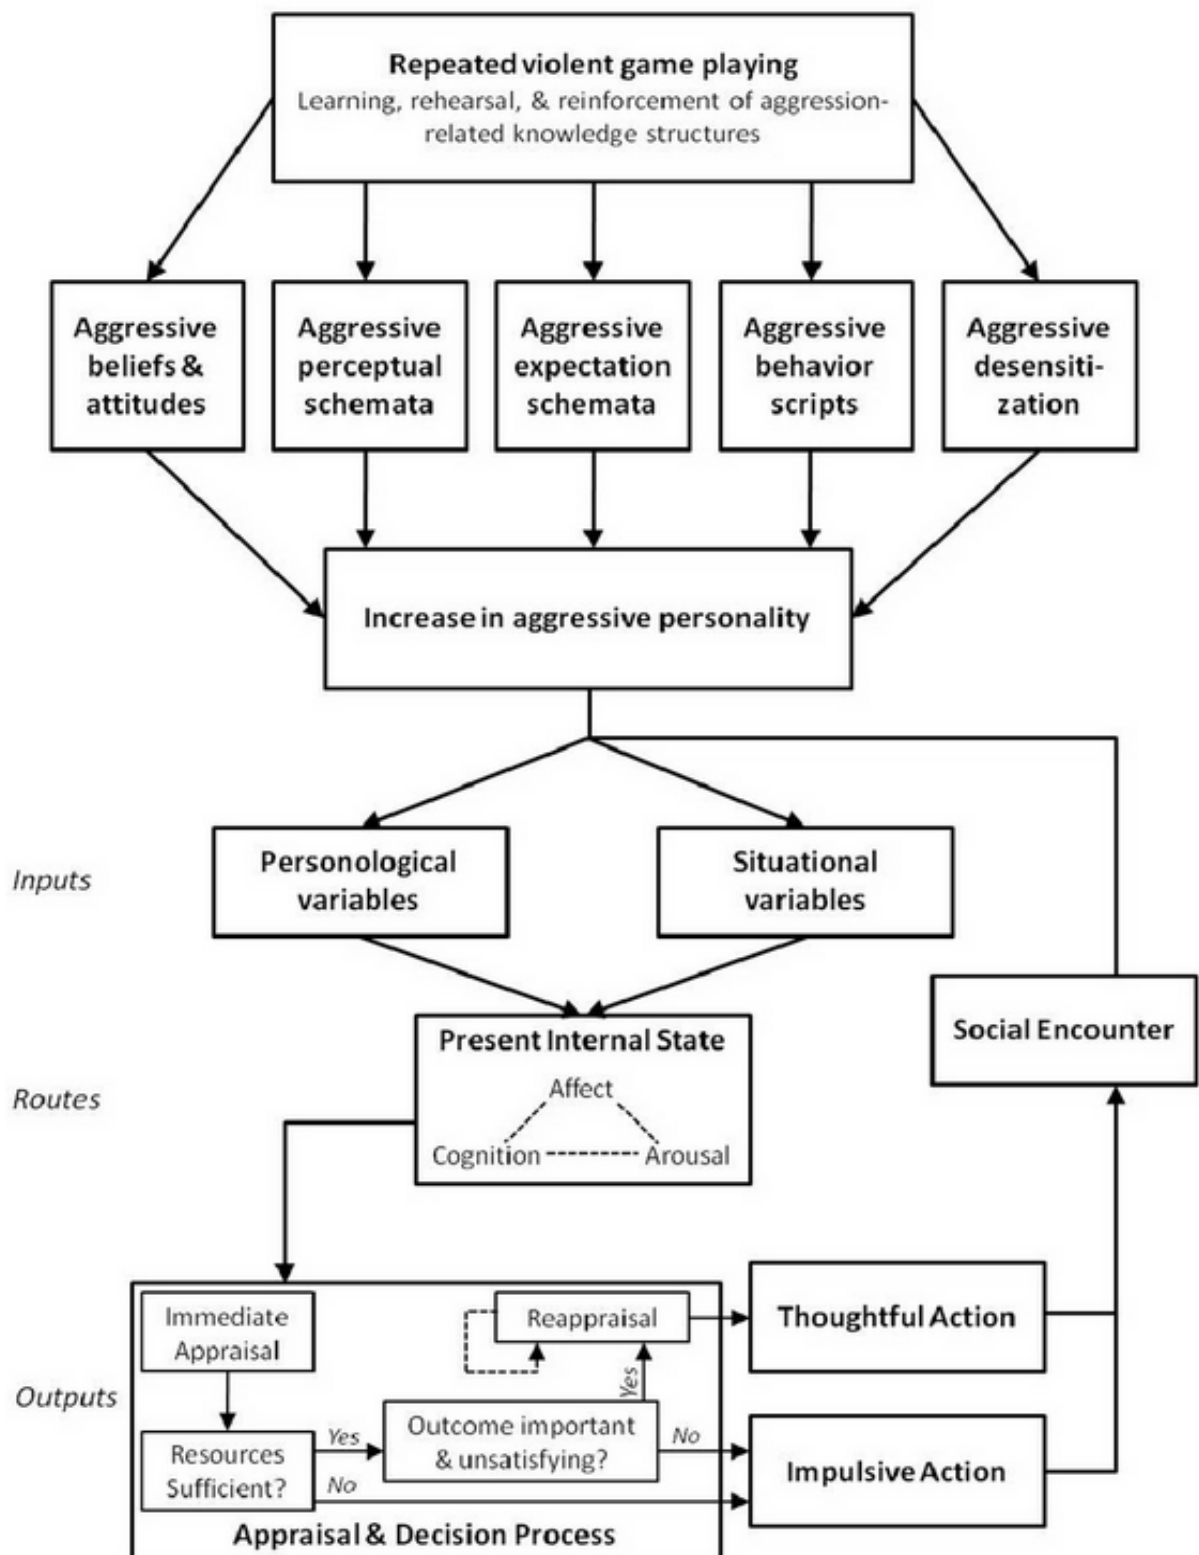 Repeated violent game playing
Learning, rehearsal, & reinforcement of aggression-
related knowledge structures
Aggressive
beliefs &
attitudes
Aggressive
perceptual
schemata
Aggressive
expectation
schemata
Aggressive
behavior
scripts
Aggressive
desensiti-
zation
Increase in aggressive personality
Inputs
Personological
variables
Situational
variables
Social Encounter
Routes
Present Internal State
Affect
Cognition
Arousal
Outputs
Immediate
Appraisal
Reappraisal
Thoughtful Action
Yes
Resources
Sufficient?
Yes
No
Outcome important
& unsatisfying?
No
Impulsive Action
Appraisal & Decision Process